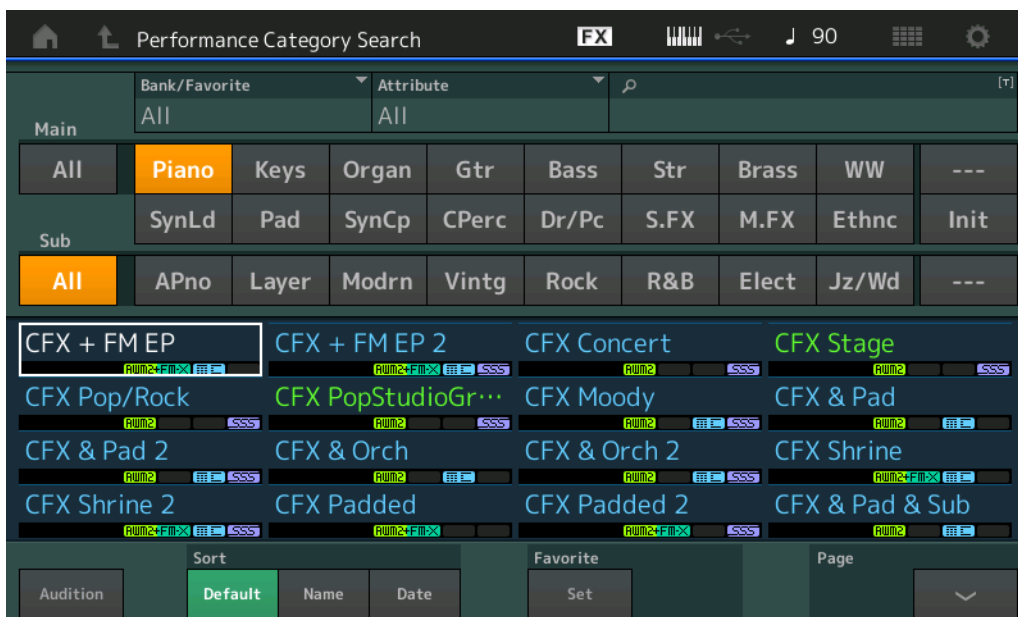 Performance Category Search FX 90
Bank/Favorite Attribute [T]
All All
Main
All Piano Keys Organ Gtr Bass Str Brass WW ---
SynLd Pad SynCp CPerc Dr/Pc S.FX M.FX Ethnc Init
Sub
All APno Layer Modrn Vintg Rock R&B Elect Jz/Wd ---
CFX + FM EP CFX + FM EP 2 CFX Concert CFX Stage
AWM2+FM-X AWM2+FM-X SSS AWM2 SSS AWM2 SSS
CFX Pop/Rock CFX PopStudioGr… CFX Moody CFX & Pad
AWM2 SSS AWM2 SSS AWM2 SSS AWM2
CFX & Pad 2 CFX & Orch CFX & Orch 2 CFX Shrine
AWM2 SSS AWM2 AWM2 SSS AWM2+FM-X
CFX Shrine 2 CFX Padded CFX Padded 2 CFX & Pad & Sub
AWM2+FM-X SSS AWM2+FM-X AWM2+FM-X SSS AWM2
Sort Favorite Page
Audition Default Name Date Set